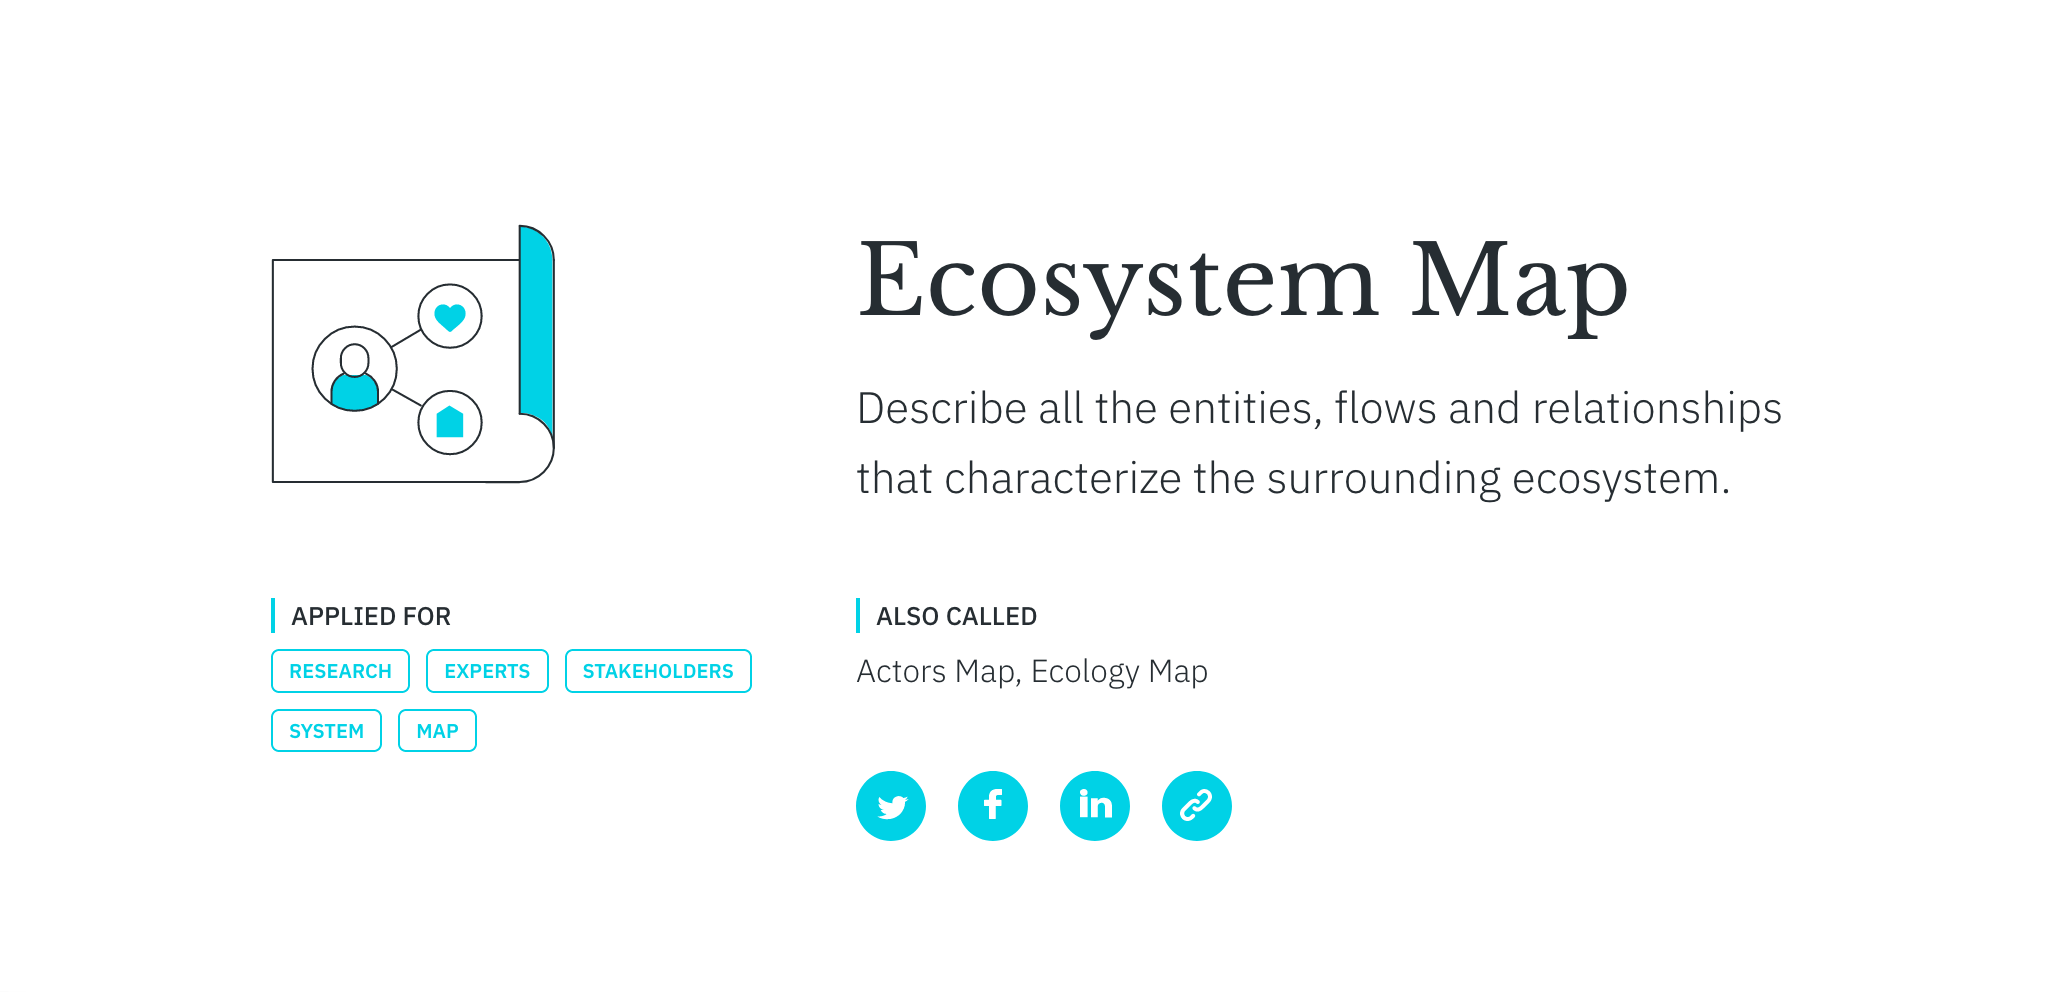 Ecosystem Map
Describe all the entities, flows and relationships
that characterize the surrounding ecosystem.
APPLIED FOR
RESEARCH EXPERTS STAKEHOLDERS
SYSTEM MAP
ALSO CALLED
Actors Map, Ecology Map
f in